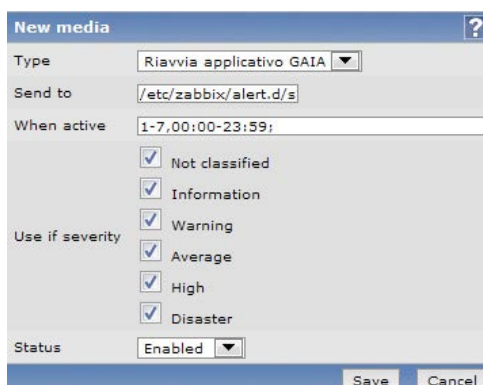 New media ?
Type Riavvia applicativo GAIA
Send to /etc/zabbix/alert.d/s
When active 1-7,00:00-23:59;
Use if severity
Not classified
Information
Warning
Average
High
Disaster
Status Enabled
Save Cancel